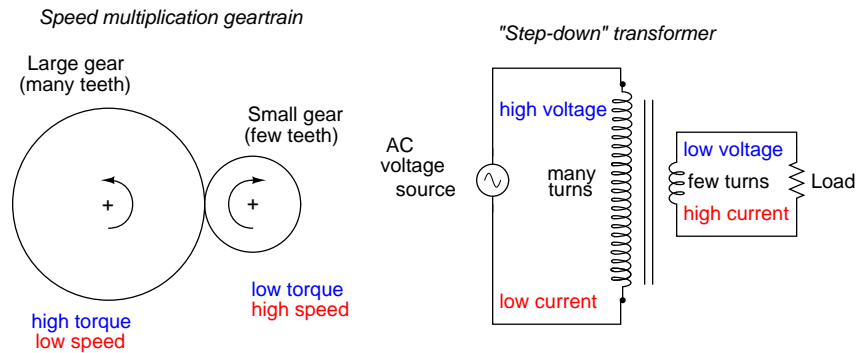 Speed multiplication geartrain
Large gear
(many teeth)
Small gear
(few teeth)
+
+
high torque
low speed
low torque
high speed
"Step-down" transformer
high voltage
AC
voltage
source
many
turns
low current
low voltage
few turns
high current
Load